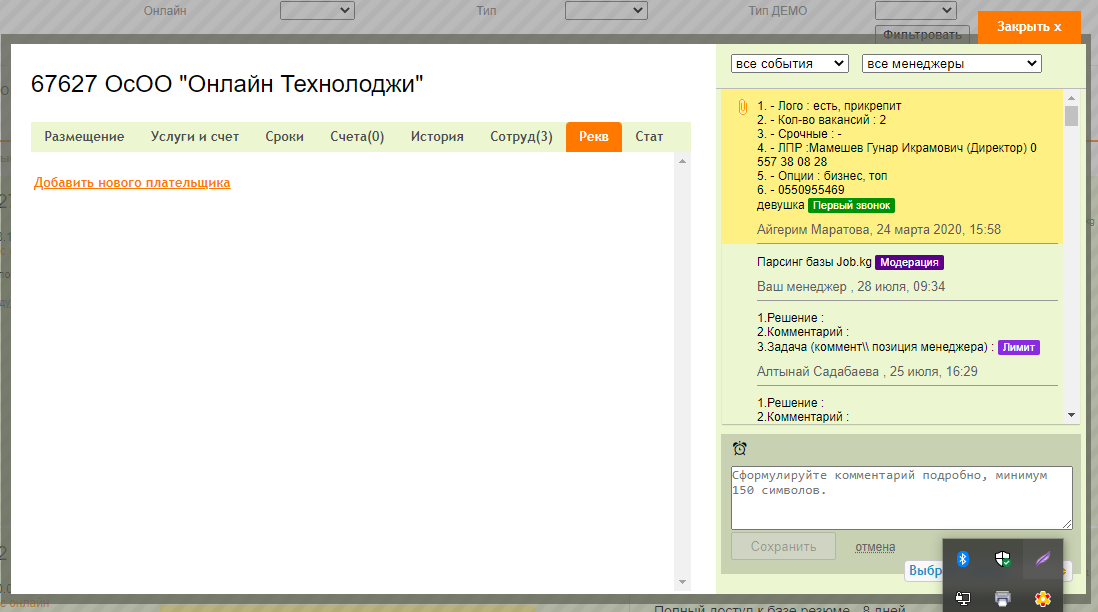 Онлайн
Тип
Тип ДЕМО
Фильтровать
Закрыть x
67627 ОсОО "Онлайн Технолоджи"
Размещение
Услуги и счет
Сроки
Счета(0)
История
Сотруд(3)
Рекв
Стат
Добавить нового плательщика
все события
все менеджеры
1. - Лого : есть, прикрепит
2. - Кол-во вакансий : 2
3. - Срочные : -
4. - ЛПР :Мамешев Гунар Икрамович (Директор) 0
557 38 08 28
5. - Опции : бизнес, топ
6. - 0550955469
девушка Первый звонок
Айгерим Маратова, 24 марта 2020, 15:58
Парсинг базы Job.kg Модерация
Ваш менеджер , 28 июля, 09:34
1.Решение :
2.Комментарий :
3.Задача (коммент\\ позиция менеджера) : Лимит
Алтынай Садабаева , 25 июля, 16:29
1.Решение :
2.Комментарий :
Сформулируйте комментарий подробно, минимум
150 символов.
Сохранить
отмена
Выбр
Полный доступ к базе резюме - 8 дней